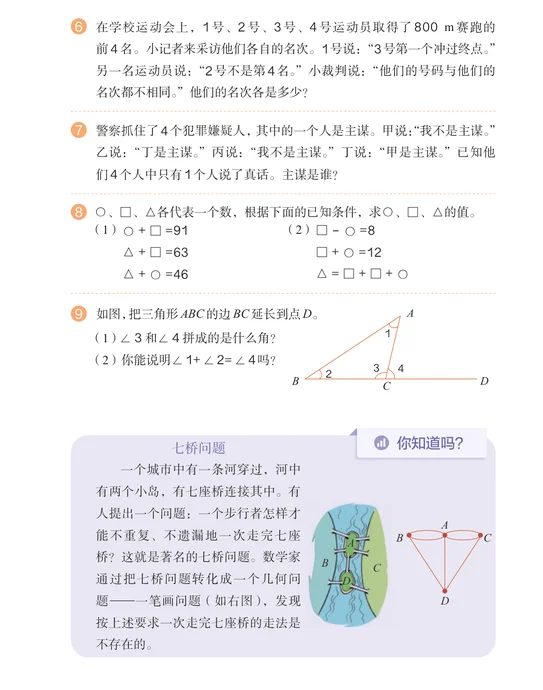 6 在学校运动会上，1号、2号、3号、4号运动员取得了800 m赛跑的
前4名。小记者来采访他们各自的名次。1号说：“3号第一个冲过终点。”
另一名运动员说：“2号不是第4名。”小裁判说：“他们的号码与他们的
名次都不相同。”他们的名次各是多少？
7 警察抓住了4个犯罪嫌疑人，其中的一个人是主谋。甲说：“我不是主谋。”
乙说：“丁是主谋。”丙说：“我不是主谋。”丁说：“甲是主谋。”已知他
们4个人中只有1个人说了真话。主谋是谁？
8 ○、□、△各代表一个数，根据下面的已知条件，求○、□、△的值。
（1）○＋□=91 （2）□－○=8
△＋□=63 □＋○=12
△＋○=46 △=□＋□＋○
9 如图，把三角形ABC的边BC延长到点D。
（1）∠3和∠4拼成的是什么角？
（2）你能说明∠1+∠2=∠4吗？
A
1
2 3 4
B C D
你知道吗？
七桥问题
一个城市中有一条河穿过，河中
有两个小岛，有七座桥连接其中。有
人提出一个问题：一个步行者怎样才
能不重复、不遗漏地一次走完七座
桥？这就是著名的七桥问题。数学家
通过把七桥问题转化成一个几何问
题——一笔画问题（如右图），发现
按上述要求一次走完七座桥的走法是
不存在的。
A
B C
D
A
B C
D